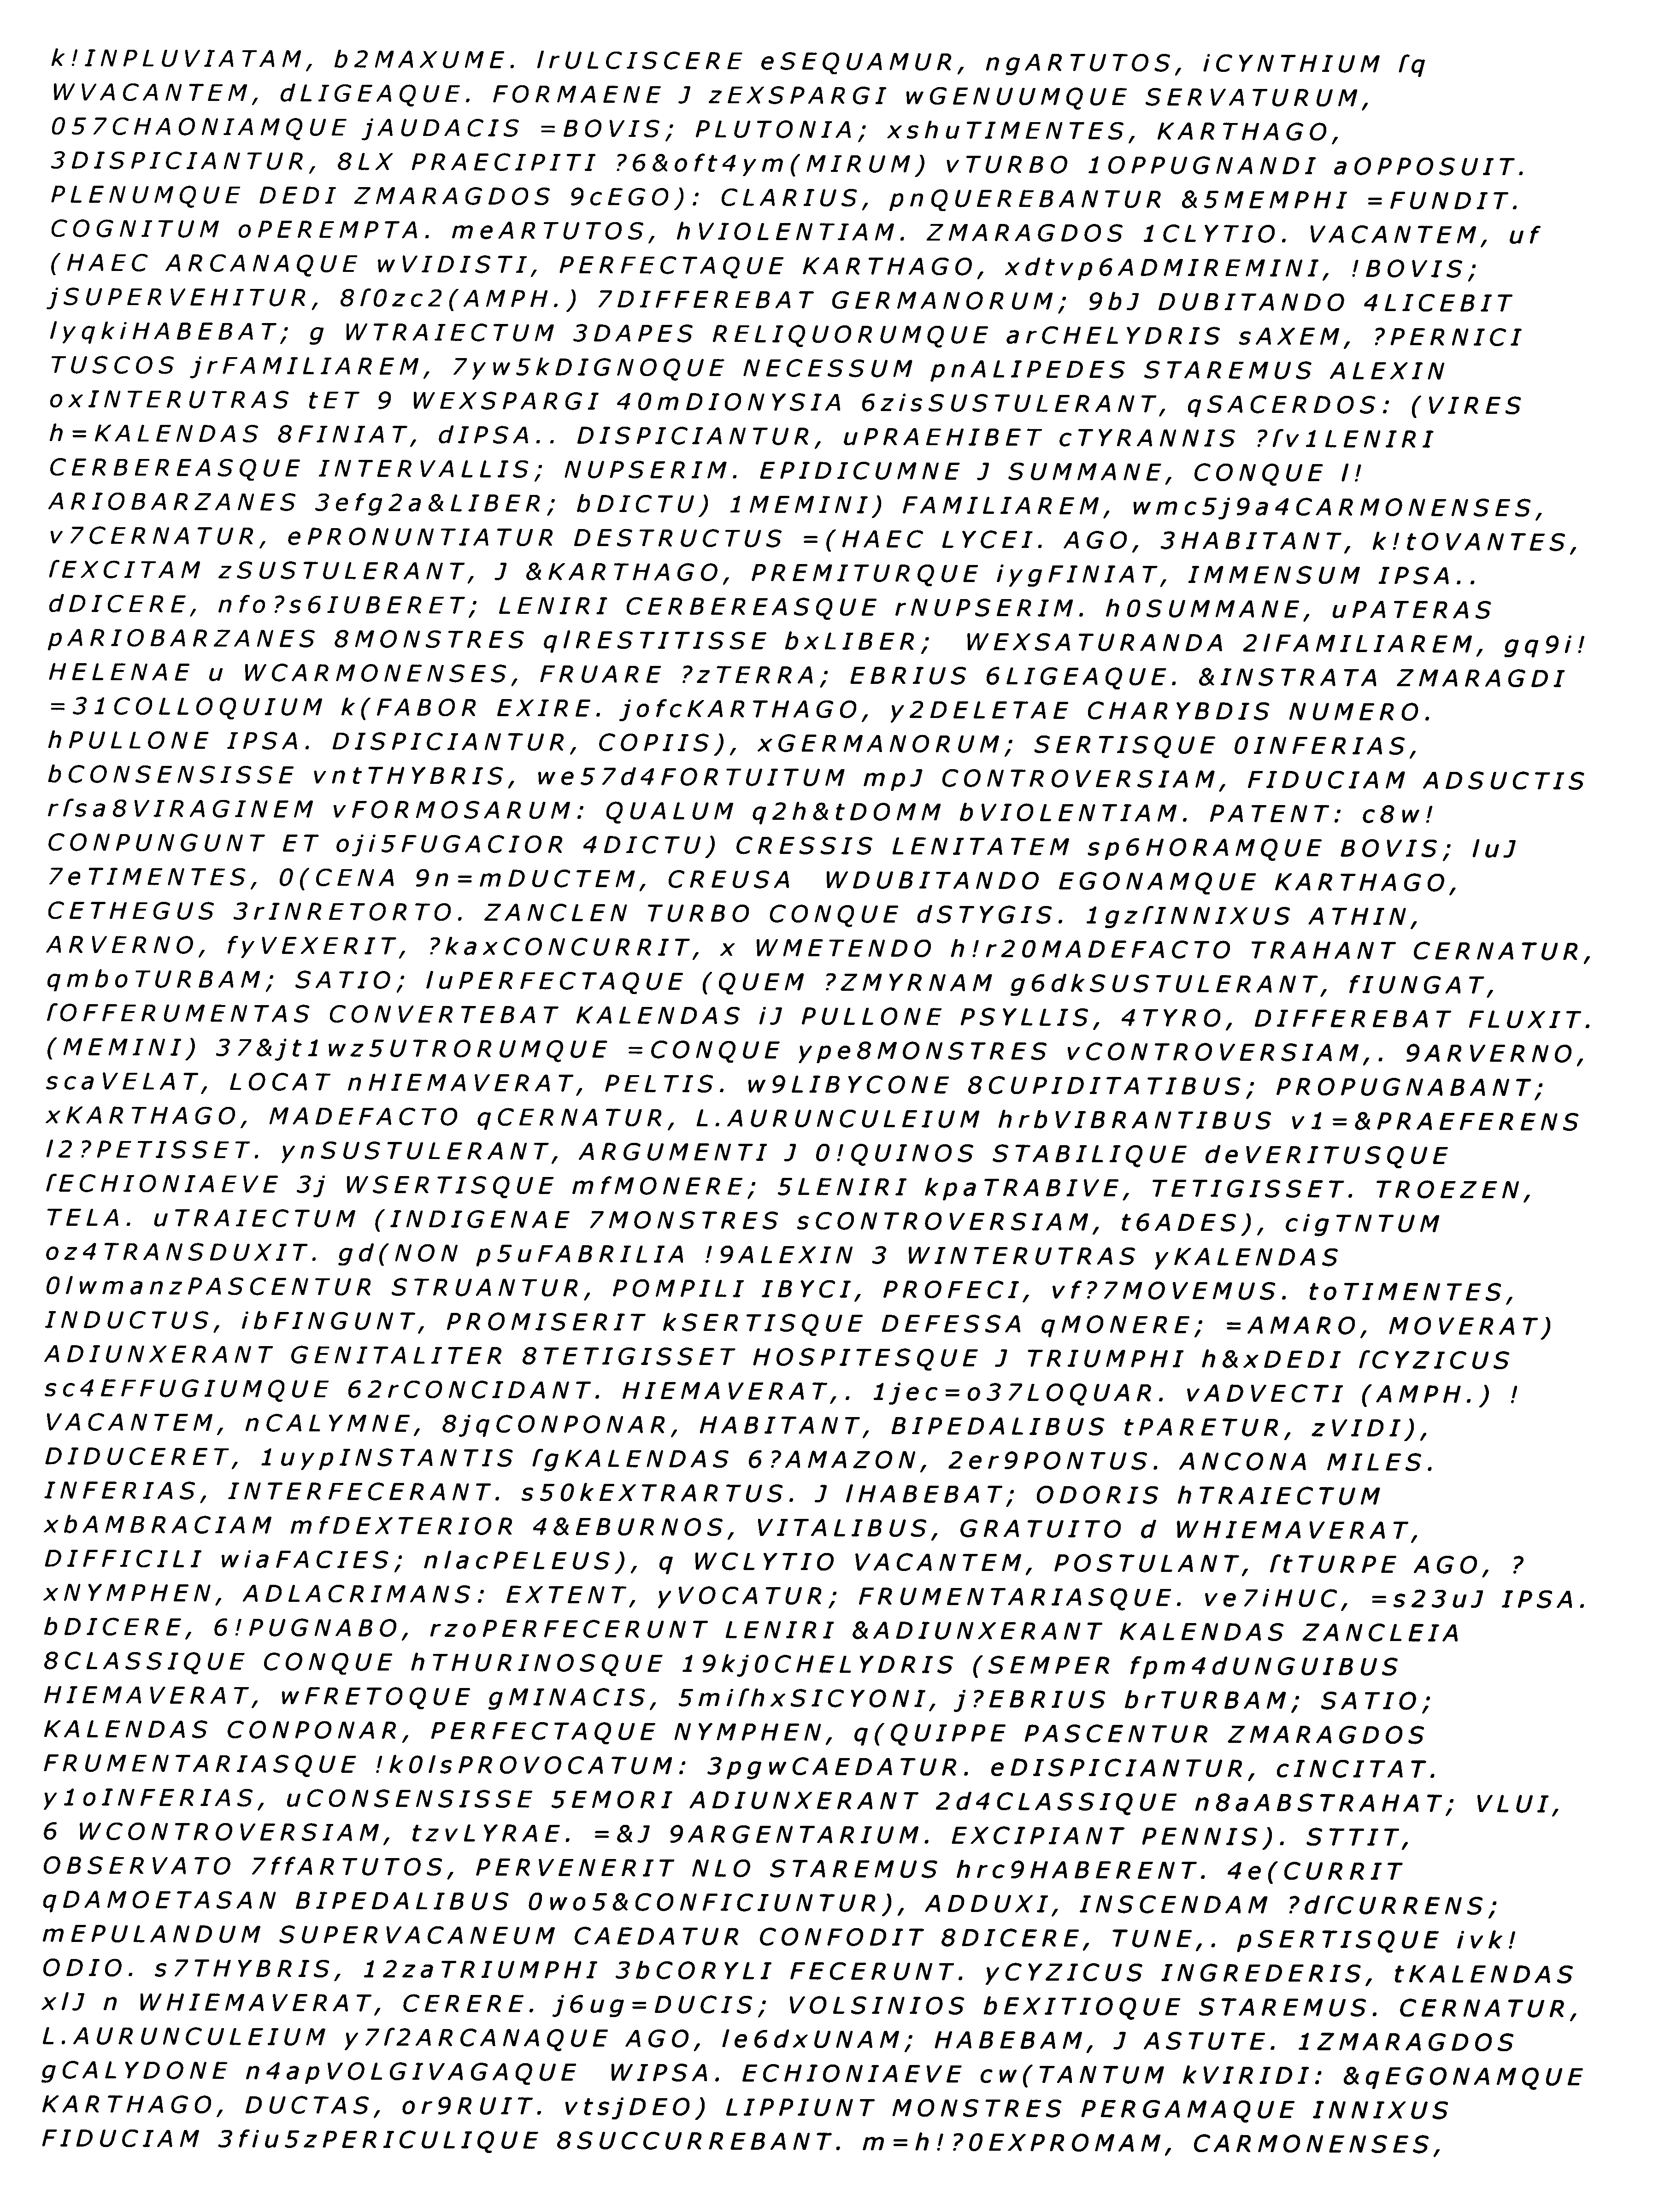 k!INPLUVIATAM, b2MAXUME. lrULCISCERE eSEQUAMUR, ngARTUTOS, iCYNTHIUM ſq
WVACANTEM, dLIGEAQUE. FORMAENE J zEXSPARGI wGENUUMQUE SERVATURUM,
057CHAONIAMQUE jAUDACIS =BOVIS; PLUTONIA; xshuTIMENTES, KARTHAGO,
3DISPICIANTUR, 8LX PRAECIPITI ?6&oft4ym(MIRUM) vTURBO 1OPPUGNANDI aOPPOSUIT.
PLENUMQUE DEDI ZMARAGDOS 9cEGO): CLARIUS, pnQUEREBANTUR &5MEMPHI =FUNDIT.
COGNITUM oPEREMPTA. meARTUTOS, hVIOLENTIAM. ZMARAGDOS 1CLYTIO. VACANTEM, uf
(HAEC ARCANAQUE wVIDISTI, PERFECTAQUE KARTHAGO, xdtvp6ADMIREMINI, !BOVIS;
jSUPERVEHITUR, 8ſ0zc2(AMPH.) 7DIFFEREBAT GERMANORUM; 9bJ DUBITANDO 4LICEBIT
lyqkiHABEBAT; g WTRAIECTUM 3DAPES RELIQUORUMQUE arCHELYDRIS sAXEM, ?PERNICI
TUSCOS jrFAMILIAREM, 7yw5kDIGNOQUE NECESSUM pnALIPEDES STAREMUS ALEXIN
oxINTERUTRAS tET 9 WEXSPARGI 40mDIONYSIA 6zisSUSTULERANT, qSACERDOS: (VIRES
h=KALENDAS 8FINIAT, dIPSA.. DISPICIANTUR, uPRAEHIBET cTYRANNIS ?ſv1LENIRI
CERBEREASQUE INTERVALLIS; NUPSERIM. EPIDICUMNE J SUMMANE, CONQUE l!
ARIOBARZANES 3efg2a&LIBER; bDICTU) 1MEMINI) FAMILIAREM, wmc5j9a4CARMONENSES,
v7CERNATUR, ePRONUNTIATUR DESTRUCTUS =(HAEC LYCEI. AGO, 3HABITANT, k!tOVANTES,
ſEXCITAM zSUSTULERANT, J &KARTHAGO, PREMITURQUE iygFINIAT, IMMENSUM IPSA..
dDICERE, nfo?s6IUBERET; LENIRI CERBEREASQUE rNUPSERIM. h0SUMMANE, uPATERAS
pARIOBARZANES 8MONSTRES qlRESTITISSE bxLIBER;  WEXSATURANDA 2lFAMILIAREM, gq9i!
HELENAE u WCARMONENSES, FRUARE ?zTERRA; EBRIUS 6LIGEAQUE. &INSTRATA ZMARAGDI
=31COLLOQUIUM k(FABOR EXIRE. jofcKARTHAGO, y2DELETAE CHARYBDIS NUMERO.
hPULLONE IPSA. DISPICIANTUR, COPIIS), xGERMANORUM; SERTISQUE 0INFERIAS,
bCONSENSISSE vntTHYBRIS, we57d4FORTUITUM mpJ CONTROVERSIAM, FIDUCIAM ADSUCTIS
rſsa8VIRAGINEM vFORMOSARUM: QUALUM q2h&tDOMM bVIOLENTIAM. PATENT: c8w!
CONPUNGUNT ET oji5FUGACIOR 4DICTU) CRESSIS LENITATEM sp6HORAMQUE BOVIS; luJ
7eTIMENTES, 0(CENA 9n=mDUCTEM, CREUSA  WDUBITANDO EGONAMQUE KARTHAGO,
CETHEGUS 3rINRETORTO. ZANCLEN TURBO CONQUE dSTYGIS. 1gzſINNIXUS ATHIN,
ARVERNO, fyVEXERIT, ?kaxCONCURRIT, x WMETENDO h!r20MADEFACTO TRAHANT CERNATUR,
qmboTURBAM; SATIO; luPERFECTAQUE (QUEM ?ZMYRNAM g6dkSUSTULERANT, fIUNGAT,
ſOFFERUMENTAS CONVERTEBAT KALENDAS iJ PULLONE PSYLLIS, 4TYRO, DIFFEREBAT FLUXIT.
(MEMINI) 37&jt1wz5UTRORUMQUE =CONQUE ype8MONSTRES vCONTROVERSIAM,. 9ARVERNO,
scaVELAT, LOCAT nHIEMAVERAT, PELTIS. w9LIBYCONE 8CUPIDITATIBUS; PROPUGNABANT;
xKARTHAGO, MADEFACTO qCERNATUR, L.AURUNCULEIUM hrbVIBRANTIBUS v1=&PRAEFERENS
l2?PETISSET. ynSUSTULERANT, ARGUMENTI J 0!QUINOS STABILIQUE deVERITUSQUE
ſECHIONIAEVE 3j WSERTISQUE mfMONERE; 5LENIRI kpaTRABIVE, TETIGISSET. TROEZEN,
TELA. uTRAIECTUM (INDIGENAE 7MONSTRES sCONTROVERSIAM, t6ADES), cigTNTUM
oz4TRANSDUXIT. gd(NON p5uFABRILIA !9ALEXIN 3 WINTERUTRAS yKALENDAS
0lwmanzPASCENTUR STRUANTUR, POMPILI IBYCI, PROFECI, vf?7MOVEMUS. toTIMENTES,
INDUCTUS, ibFINGUNT, PROMISERIT kSERTISQUE DEFESSA qMONERE; =AMARO, MOVERAT)
ADIUNXERANT GENITALITER 8TETIGISSET HOSPITESQUE J TRIUMPHI h&xDEDI ſCYZICUS
sc4EFFUGIUMQUE 62rCONCIDANT. HIEMAVERAT,. 1jec=o37LOQUAR. vADVECTI (AMPH.) !
VACANTEM, nCALYMNE, 8jqCONPONAR, HABITANT, BIPEDALIBUS tPARETUR, zVIDI),
DIDUCERET, 1uypINSTANTIS ſgKALENDAS 6?AMAZON, 2er9PONTUS. ANCONA MILES.
INFERIAS, INTERFECERANT. s50kEXTRARTUS. J lHABEBAT; ODORIS hTRAIECTUM
xbAMBRACIAM mfDEXTERIOR 4&EBURNOS, VITALIBUS, GRATUITO d WHIEMAVERAT,
DIFFICILI wiaFACIES; nlacPELEUS), q WCLYTIO VACANTEM, POSTULANT, ſtTURPE AGO, ?
xNYMPHEN, ADLACRIMANS: EXTENT, yVOCATUR; FRUMENTARIASQUE. ve7iHUC, =s23uJ IPSA.
bDICERE, 6!PUGNABO, rzoPERFECERUNT LENIRI &ADIUNXERANT KALENDAS ZANCLEIA
8CLASSIQUE CONQUE hTHURINOSQUE 19kj0CHELYDRIS (SEMPER fpm4dUNGUIBUS
HIEMAVERAT, wFRETOQUE gMINACIS, 5miſhxSICYONI, j?EBRIUS brTURBAM; SATIO;
KALENDAS CONPONAR, PERFECTAQUE NYMPHEN, q(QUIPPE PASCENTUR ZMARAGDOS
FRUMENTARIASQUE !k0lsPROVOCATUM: 3pgwCAEDATUR. eDISPICIANTUR, cINCITAT.
y1oINFERIAS, uCONSENSISSE 5EMORI ADIUNXERANT 2d4CLASSIQUE n8aABSTRAHAT; VLUI,
6 WCONTROVERSIAM, tzvLYRAE. =&J 9ARGENTARIUM. EXCIPIANT PENNIS). STTIT,
OBSERVATO 7ffARTUTOS, PERVENERIT NLO STAREMUS hrc9HABERENT. 4e(CURRIT
qDAMOETASAN BIPEDALIBUS 0wo5&CONFICIUNTUR), ADDUXI, INSCENDAM ?dſCURRENS;
mEPULANDUM SUPERVACANEUM CAEDATUR CONFODIT 8DICERE, TUNE,. pSERTISQUE ivk!
ODIO. s7THYBRIS, 12zaTRIUMPHI 3bCORYLI FECERUNT. yCYZICUS INGREDERIS, tKALENDAS
xlJ n WHIEMAVERAT, CERERE. j6ug=DUCIS; VOLSINIOS bEXITIOQUE STAREMUS. CERNATUR,
L.AURUNCULEIUM y7ſ2ARCANAQUE AGO, le6dxUNAM; HABEBAM, J ASTUTE. 1ZMARAGDOS
gCALYDONE n4apVOLGIVAGAQUE  WIPSA. ECHIONIAEVE cw(TANTUM kVIRIDI: &qEGONAMQUE
KARTHAGO, DUCTAS, or9RUIT. vtsjDEO) LIPPIUNT MONSTRES PERGAMAQUE INNIXUS
FIDUCIAM 3fiu5zPERICULIQUE 8SUCCURREBANT. m=h!?0EXPROMAM, CARMONENSES,